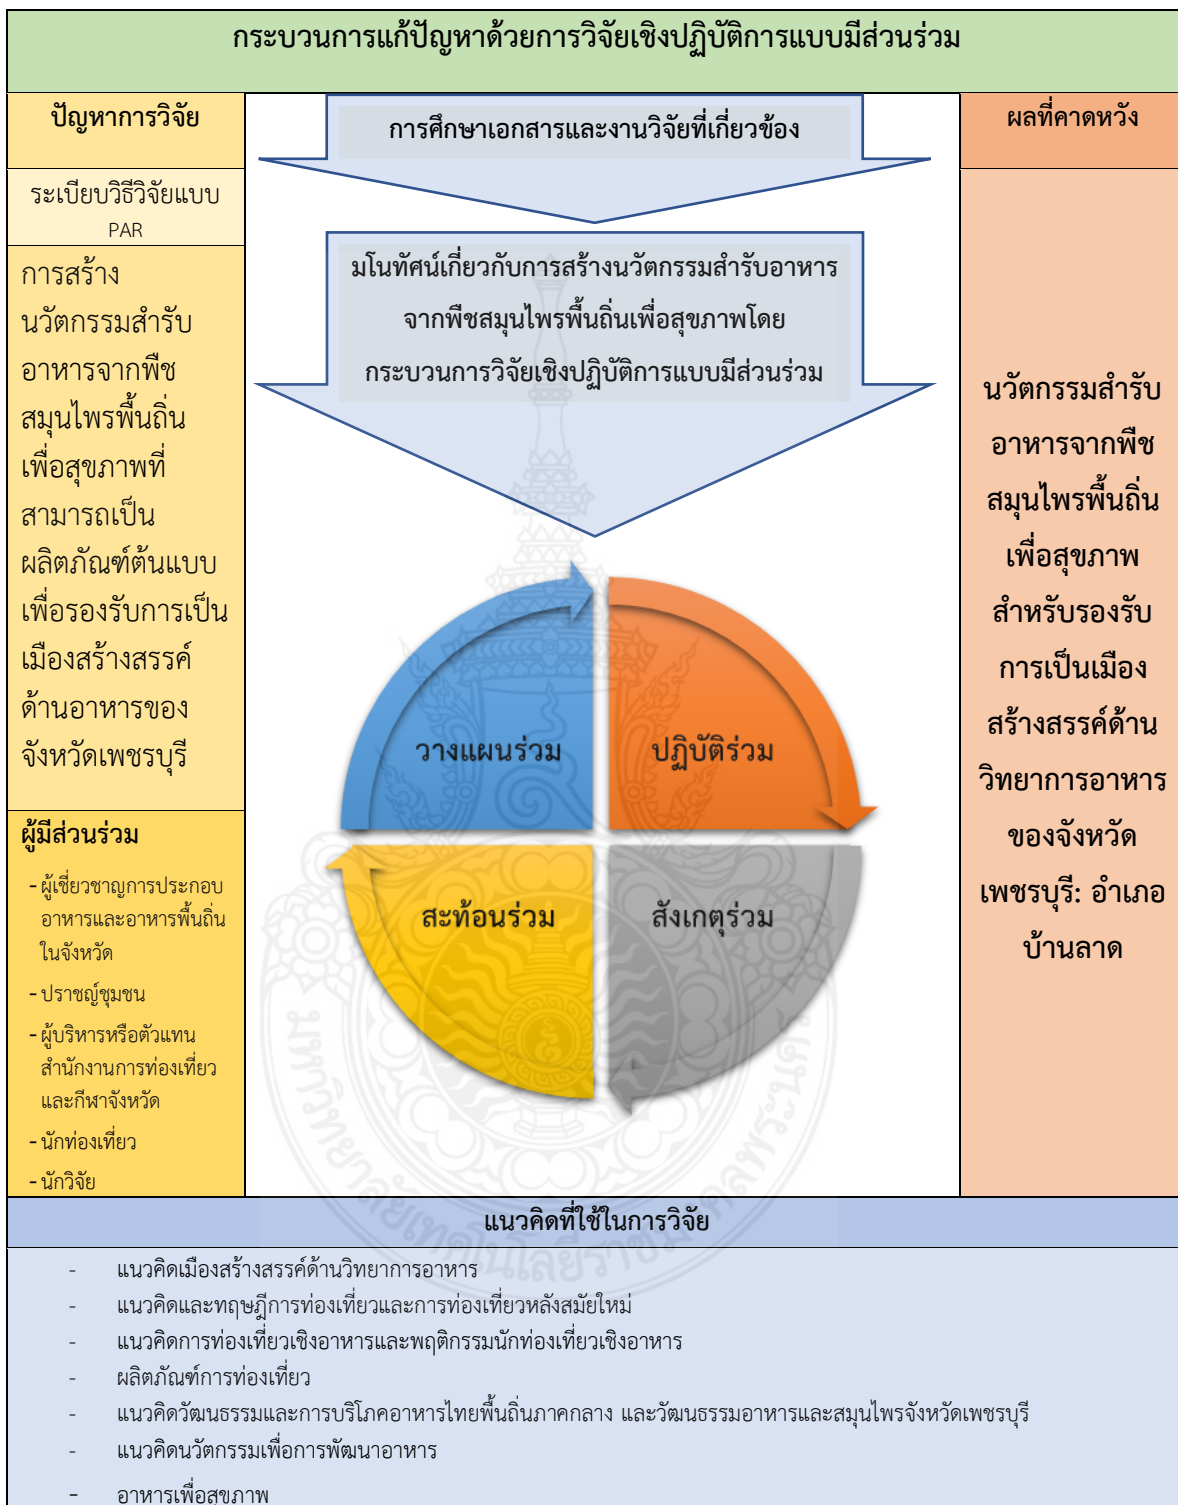 กระบวนการแก้ปัญหาด้วยการวิจัยเชิงปฏิบัติการแบบมีส่วนร่วม
ปัญหาการวิจัย
ระเบียบวิธีวิจัยแบบ
PAR
การสร้าง
นวัตกรรมสำรับ
อาหารจากพืช
สมุนไพรพื้นถิ่น
เพื่อสุขภาพที่
สามารถเป็น
ผลิตภัณฑ์ต้นแบบ
เพื่อรองรับการเป็น
เมืองสร้างสรรค์
ด้านอาหารของ
จังหวัดเพชรบุรี
ผู้มีส่วนร่วม
- ผู้เชี่ยวชาญการประกอบ
อาหารและอาหารพื้นถิ่น
ในจังหวัด
- ปราชญ์ชุมชน
- ผู้บริหารหรือตัวแทน
สำนักงานการท่องเที่ยว
และกีฬาจังหวัด
- นักท่องเที่ยว
- นักวิจัย
การศึกษาเอกสารและงานวิจัยที่เกี่ยวข้อง
มโนทัศน์เกี่ยวกับการสร้างนวัตกรรมสำรับอาหาร
จากพืชสมุนไพรพื้นถิ่นเพื่อสุขภาพโดย
กระบวนการวิจัยเชิงปฏิบัติการแบบมีส่วนร่วม
วางแผนร่วม
ปฏิบัติร่วม
สะท้อนร่วม
สังเกตุร่วม
มหาวิทยาลัยเทคโนโลยีราชมงคลพระนคร
ผลที่คาดหวัง
นวัตกรรมสำรับ
อาหารจากพืช
สมุนไพรพื้นถิ่น
เพื่อสุขภาพ
สำหรับรองรับ
การเป็นเมือง
สร้างสรรค์ด้าน
วิทยาการอาหาร
ของจังหวัด
เพชรบุรี: อำเภอ
บ้านลาด
แนวคิดที่ใช้ในการวิจัย
- แนวคิดเมืองสร้างสรรค์ด้านวิทยาการอาหาร
- แนวคิดและทฤษฎีการท่องเที่ยวและการท่องเที่ยวหลังสมัยใหม่
- แนวคิดการท่องเที่ยวเชิงอาหารและพฤติกรรมนักท่องเที่ยวเชิงอาหาร
- ผลิตภัณฑ์การท่องเที่ยว
- แนวคิดวัฒนธรรมและการบริโภคอาหารไทยพื้นถิ่นภาคกลาง และวัฒนธรรมอาหารและสมุนไพรจังหวัดเพชรบุรี
- แนวคิดนวัตกรรมเพื่อการพัฒนาอาหาร
- อาหารเพื่อสุขภาพ